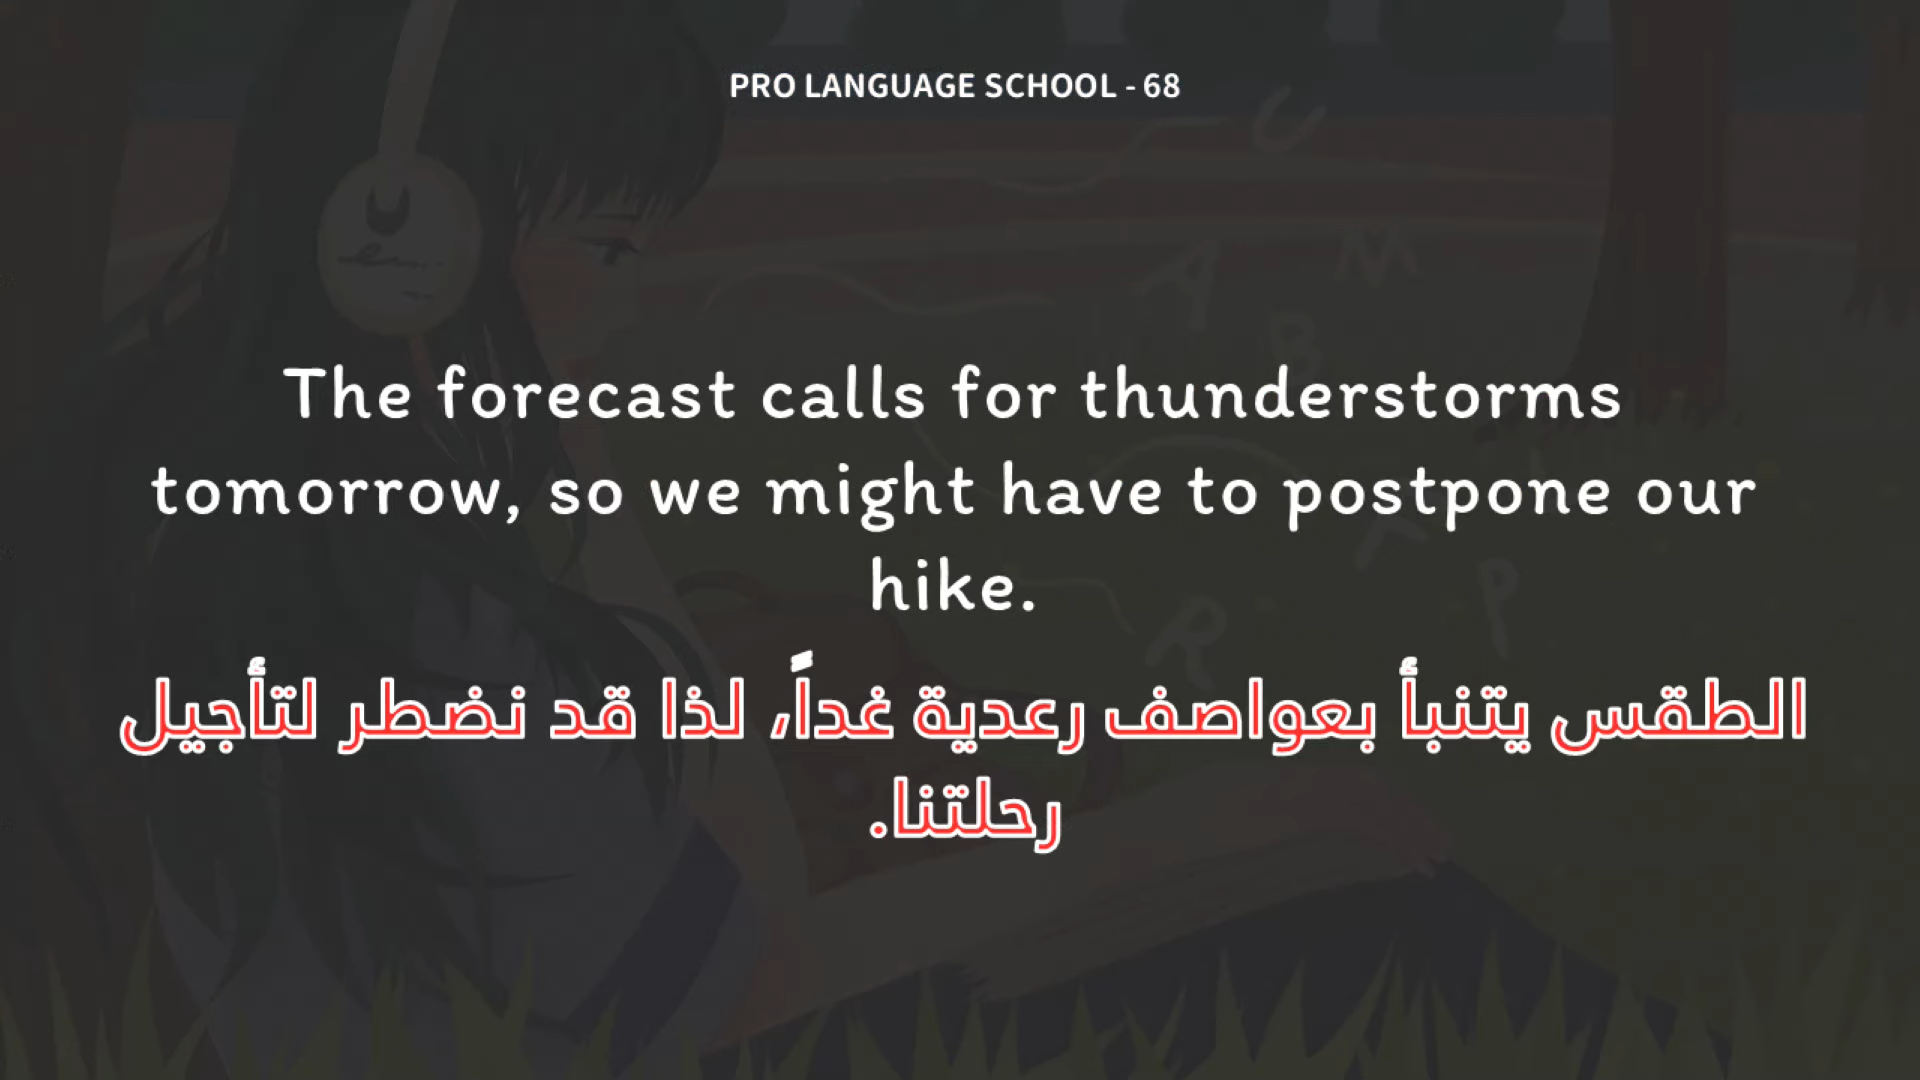 PRO LANGUAGE SCHOOL - 68
The forecast calls for thunderstorms
tomorrow, so we might have to postpone our
hike.
الطقس يتنبأ بعواصف رعدية غداً، لذا قد نضطر لتأجيل
رحلتنا.